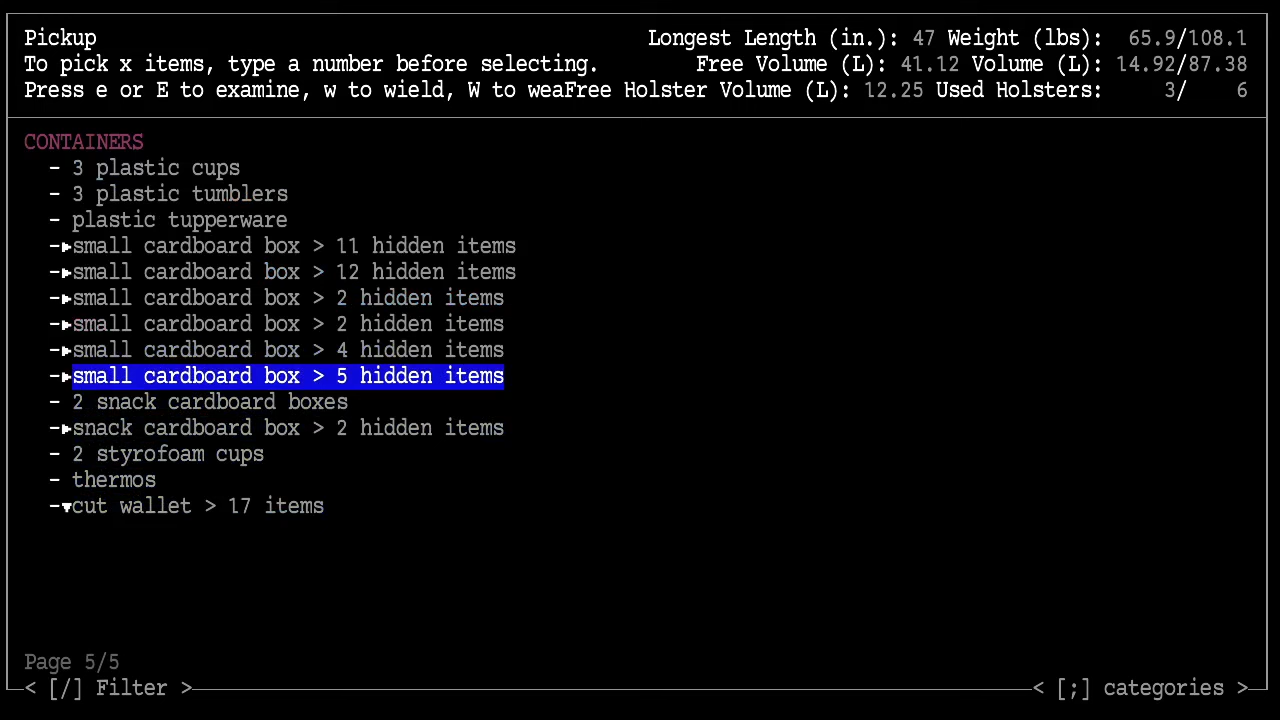 Pickup Longest Length (in.): 47 Weight (lbs): 65.9/108.1
To pick x items, type a number before selecting. Free Volume (L): 41.12 Volume (L): 14.92/87.38
Press e or E to examine, w to wield, W to weaFree Holster Volume (L): 12.25 Used Holsters: 3/ 6
CONTAINERS
- 3 plastic cups
- 3 plastic tumblers
- plastic tupperware
-▸small cardboard box > 11 hidden items
-▸small cardboard box > 12 hidden items
-▸small cardboard box > 2 hidden items
-▸small cardboard box > 2 hidden items
-▸small cardboard box > 4 hidden items
-▸small cardboard box > 5 hidden items
- 2 snack cardboard boxes
-▸snack cardboard box > 2 hidden items
- 2 styrofoam cups
- thermos
-▾cut wallet > 17 items
Page 5/5
< [/] Filter > < [;] categories >